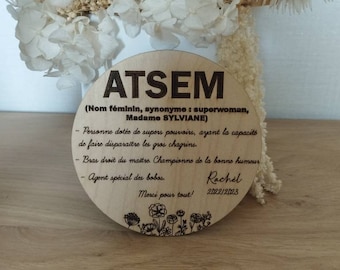 ATSEM
(Nom féminin, synonyme : superwoman,
Madame SYLVIANE)
- Personne dotée de supers pouvoirs, ayant la capacité
de faire disparaître les gros chagrins.
- Bras droit du maître. Championne de la bonne humeur
- Agent spécial des bobos.
Rachel
2022/2023
Merci pour tout!